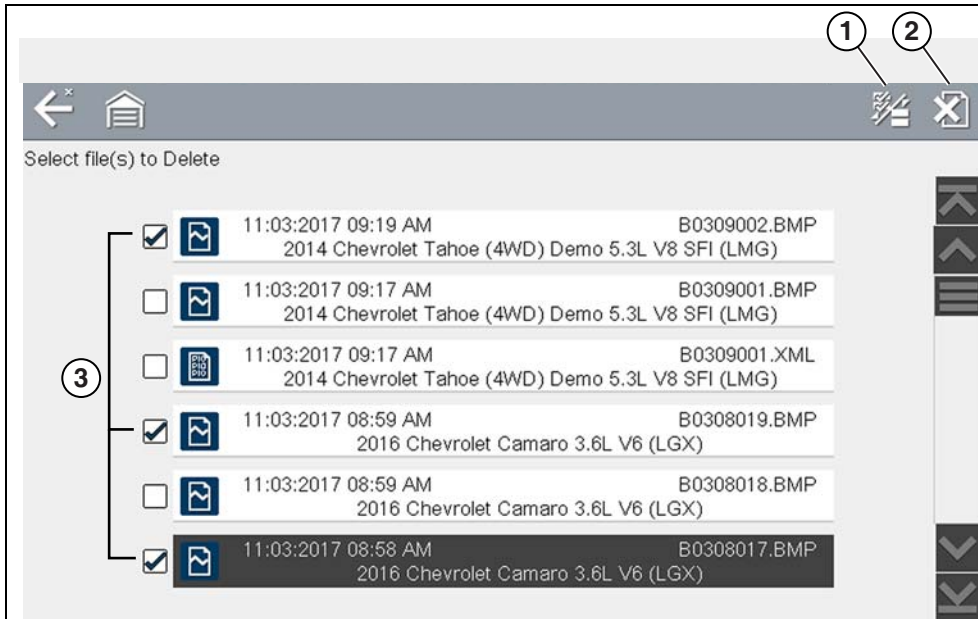 1
2
Select file(s) to Delete
11:03:2017 09:19 AM B0309002.BMP
2014 Chevrolet Tahoe (4WD) Demo 5.3L V8 SFI (LMG)
11:03:2017 09:17 AM B0309001.BMP
2014 Chevrolet Tahoe (4WD) Demo 5.3L V8 SFI (LMG)
11:03:2017 09:17 AM B0309001.XML
2014 Chevrolet Tahoe (4WD) Demo 5.3L V8 SFI (LMG)
3
11:03:2017 08:59 AM B0308019.BMP
2016 Chevrolet Camaro 3.6L V6 (LGX)
11:03:2017 08:59 AM B0308018.BMP
2016 Chevrolet Camaro 3.6L V6 (LGX)
11:03:2017 08:58 AM B0308017.BMP
2016 Chevrolet Camaro 3.6L V6 (LGX)